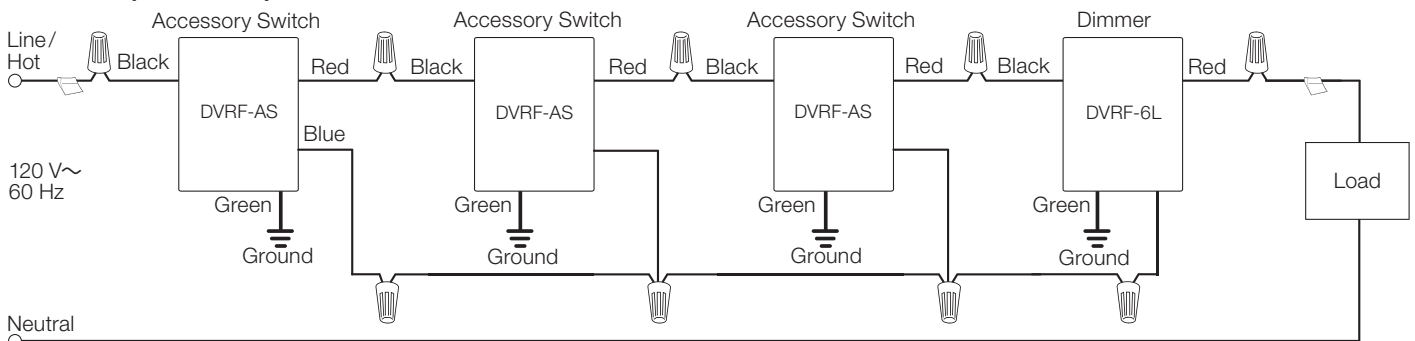 Accessory Switch
Accessory Switch
Accessory Switch
Dimmer
Line/
Hot
Black
Red
Black
Red
Black
Red
Black
Red
DVRF-AS
DVRF-AS
DVRF-AS
DVRF-6L
Blue
120 V~
60 Hz
Load
Green
Green
Green
Green
Ground
Ground
Ground
Ground
Neutral